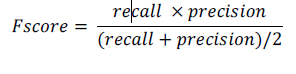 Fscore = recall × precision / (recall + precision)/2